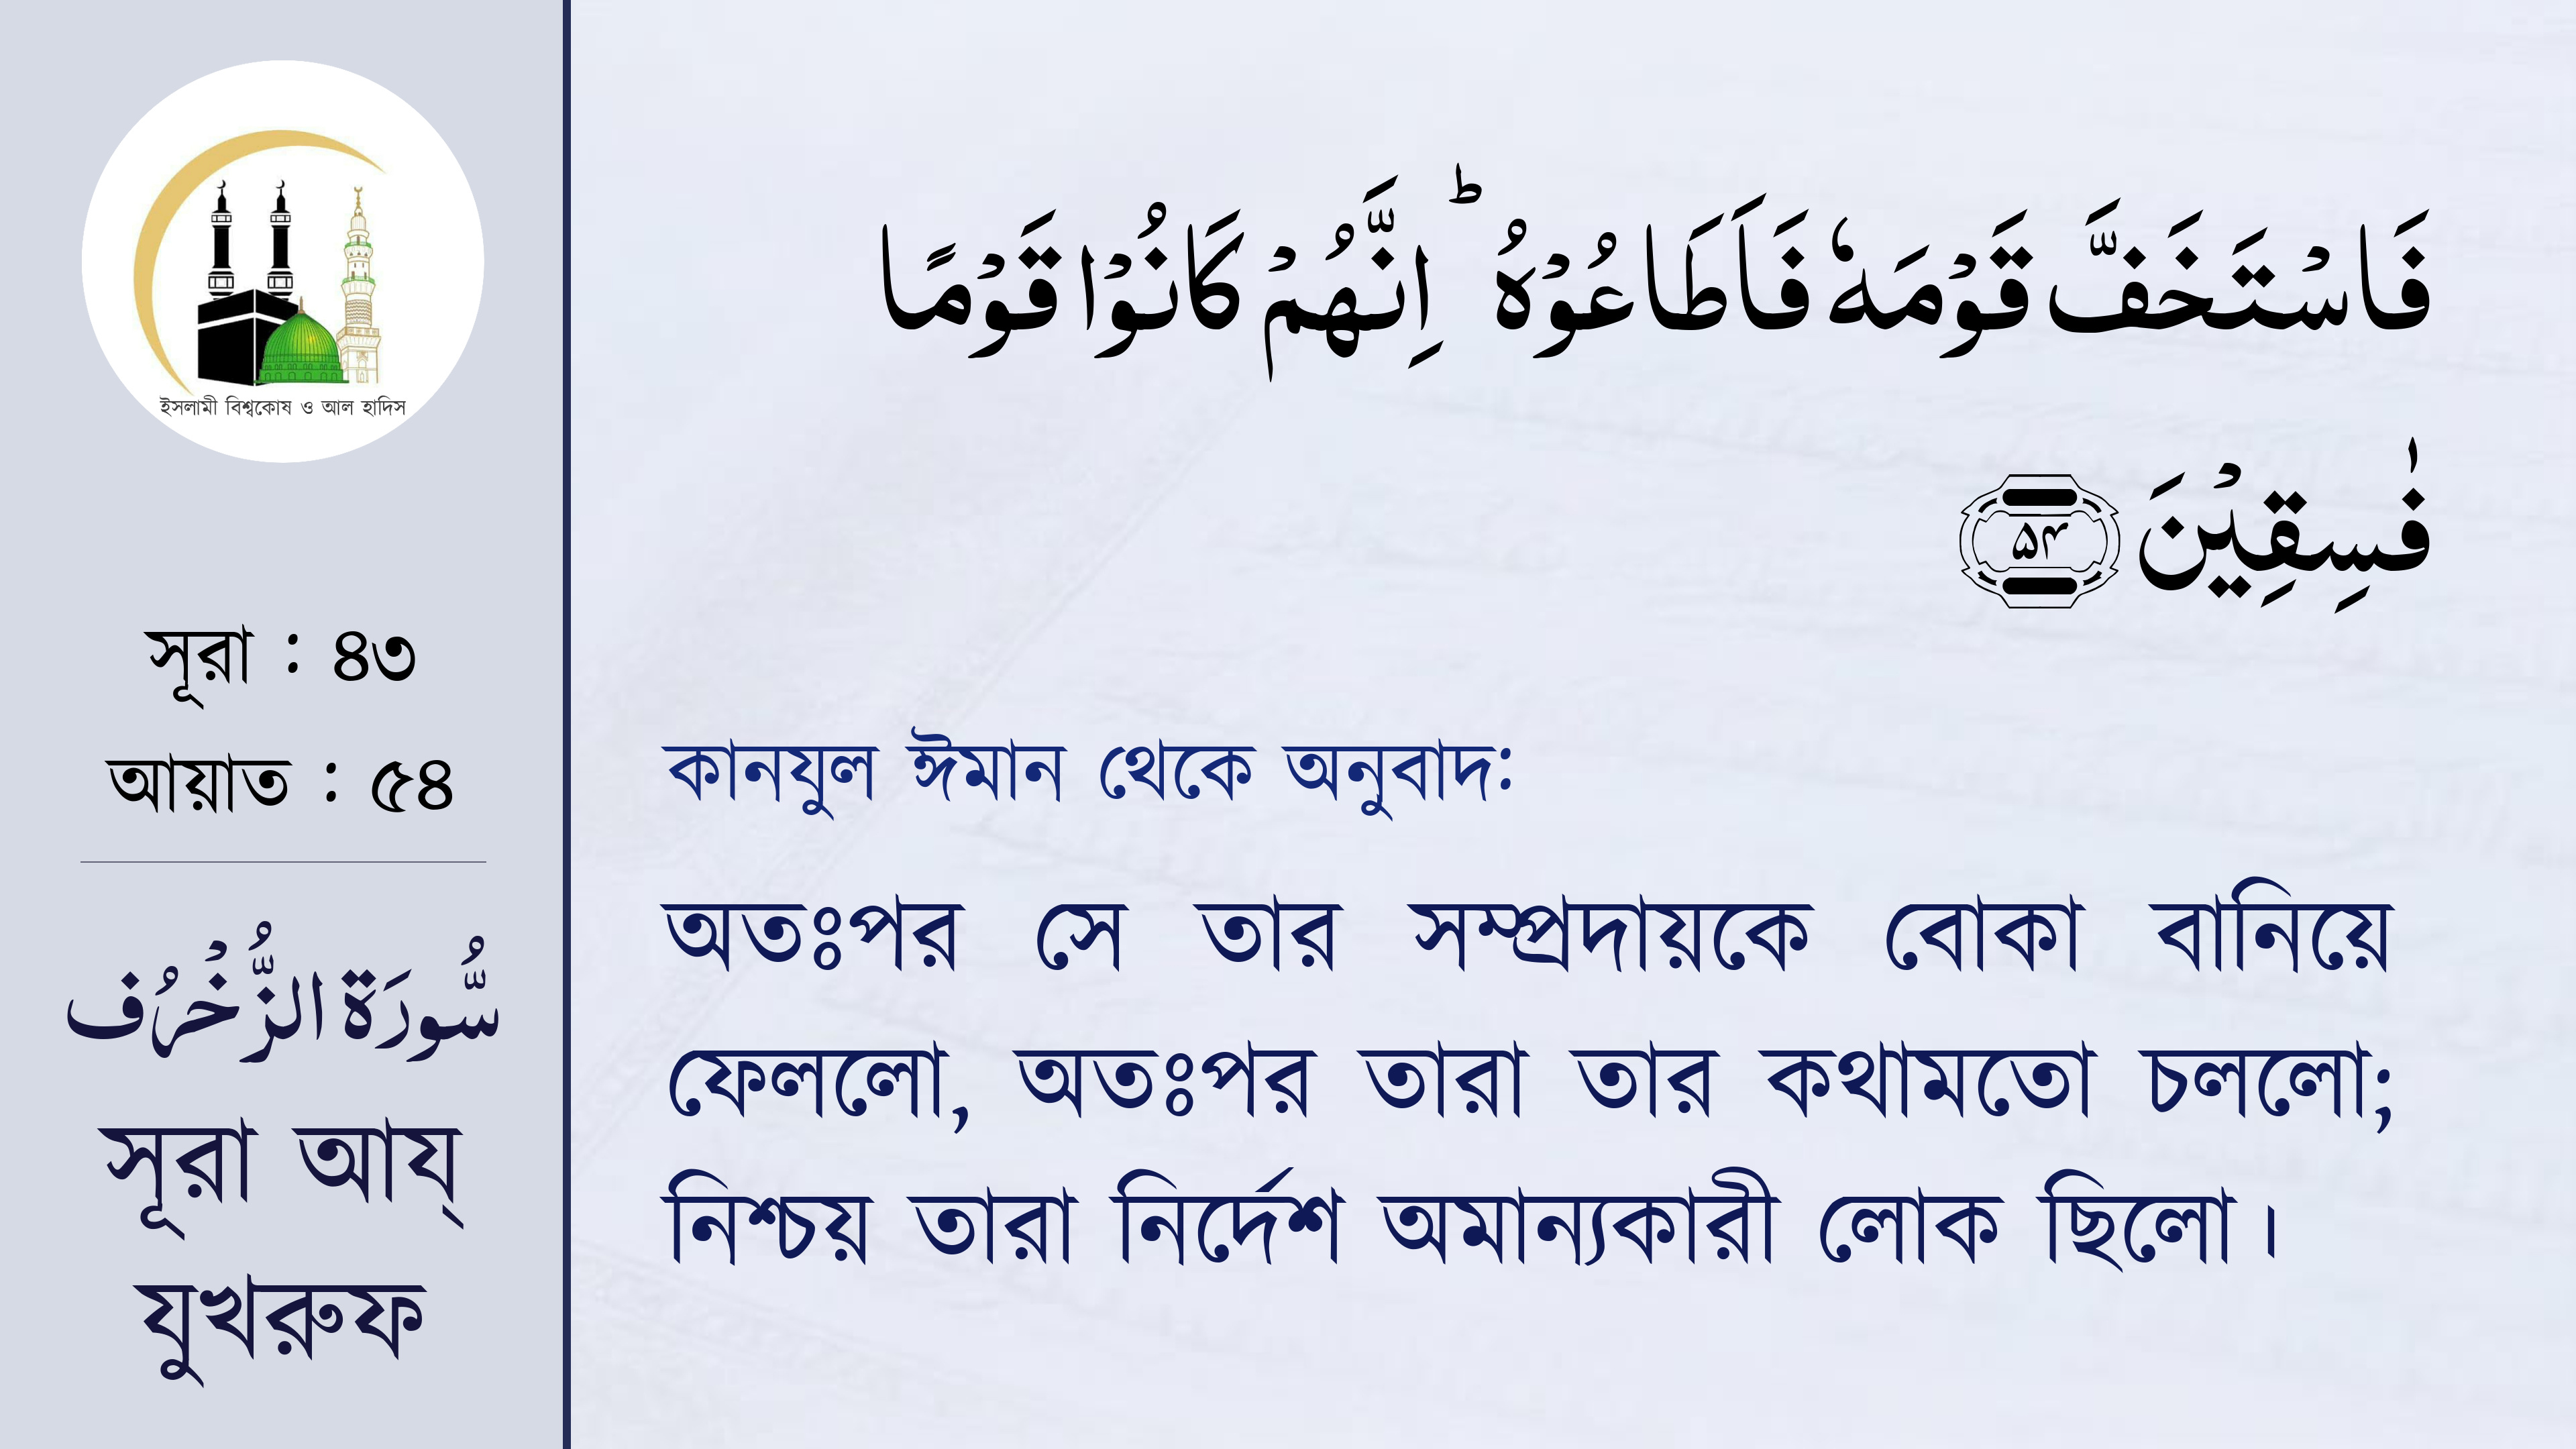 ইসলামী বিশ্বকোষ ও আল হাদিস
সূরা : ৪৩
আয়াত : ৫৪
سُّورَة الزُّخْرُف
সূরা আয্
যুখরুফ
فَاسْتَخَفَّ قَوْمَهٗ فَاَطَاعُوْهُ ؕ اِنَّهُمْ كَانُوْا قَوْمًا
فٰسِقِیْنَ ﴿۵۴﴾
কানযুল ঈমান থেকে অনুবাদ:
অতঃপর সে তার সম্প্রদায়কে বোকা বানিয়ে
ফেললো, অতঃপর তারা তার কথামতো চললো;
নিশ্চয় তারা নির্দেশ অমান্যকারী লোক ছিলো।